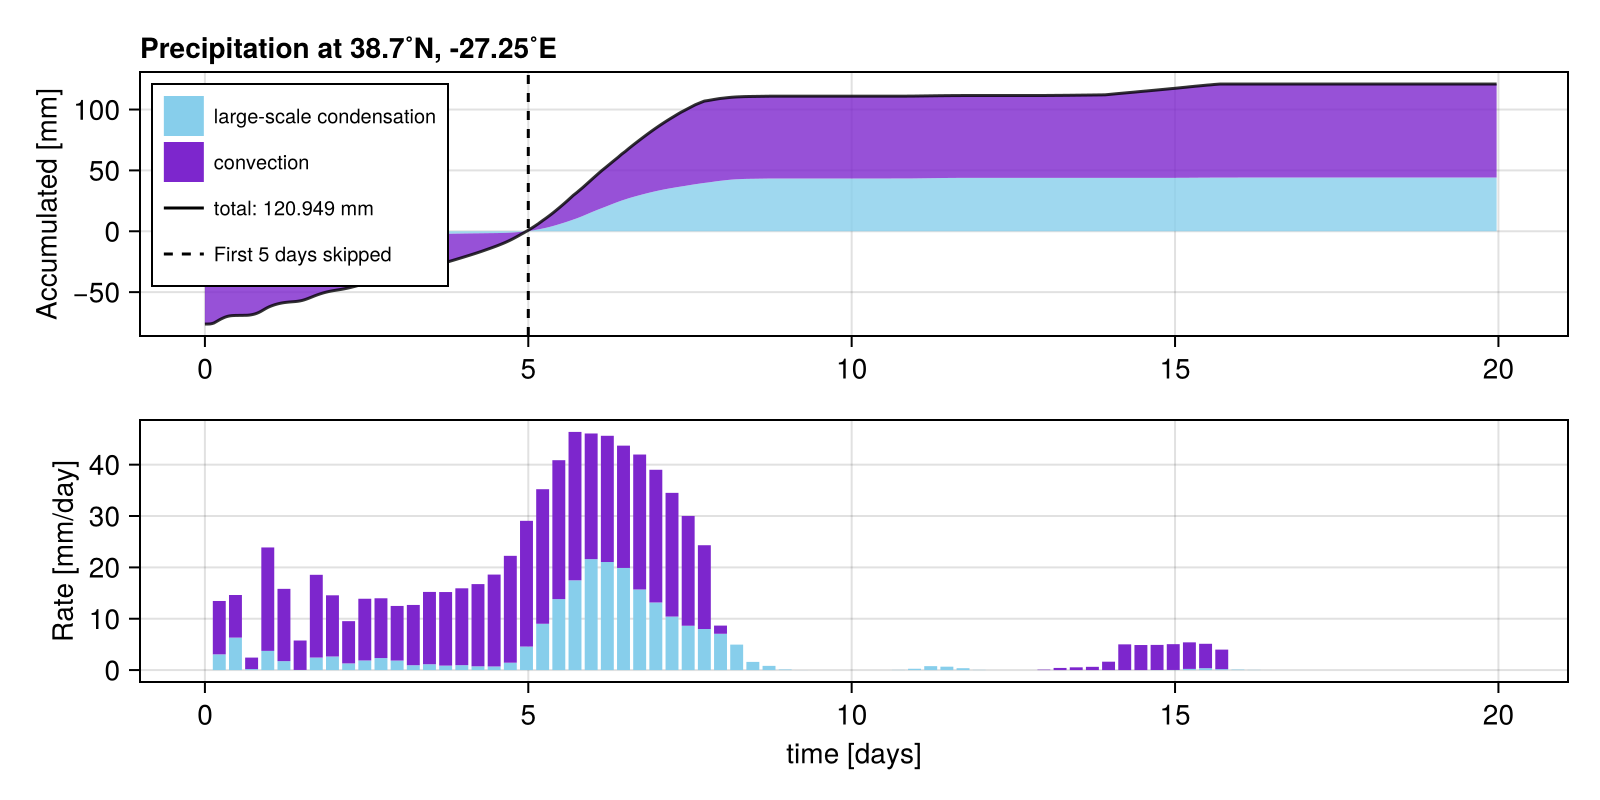 Precipitation at 38.7˚N, -27.25˚E
Accumulated [mm]
100
50
0
−50
large-scale condensation
convection
total: 120.949 mm
First 5 days skipped
0 5 10 15 20
Rate [mm/day]
40
30
20
10
0
0 5 10 15 20
time [days]